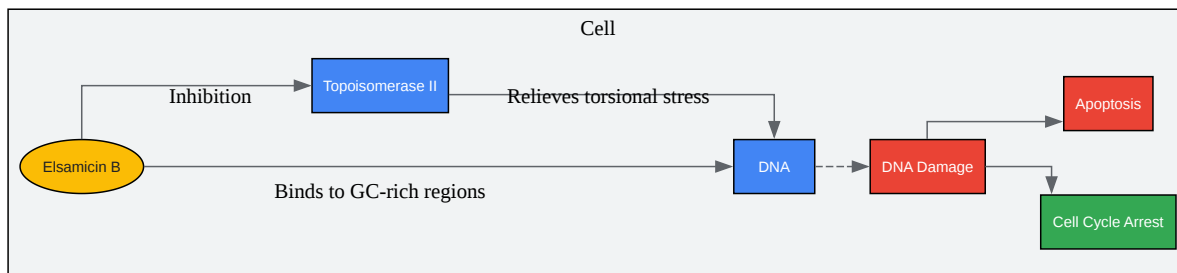 Cell
Topoisomerase II
Inhibition
Relieves torsional stress
Apoptosis
Elsamicin B
DNA
DNA Damage
Binds to GC-rich regions
Cell Cycle Arrest